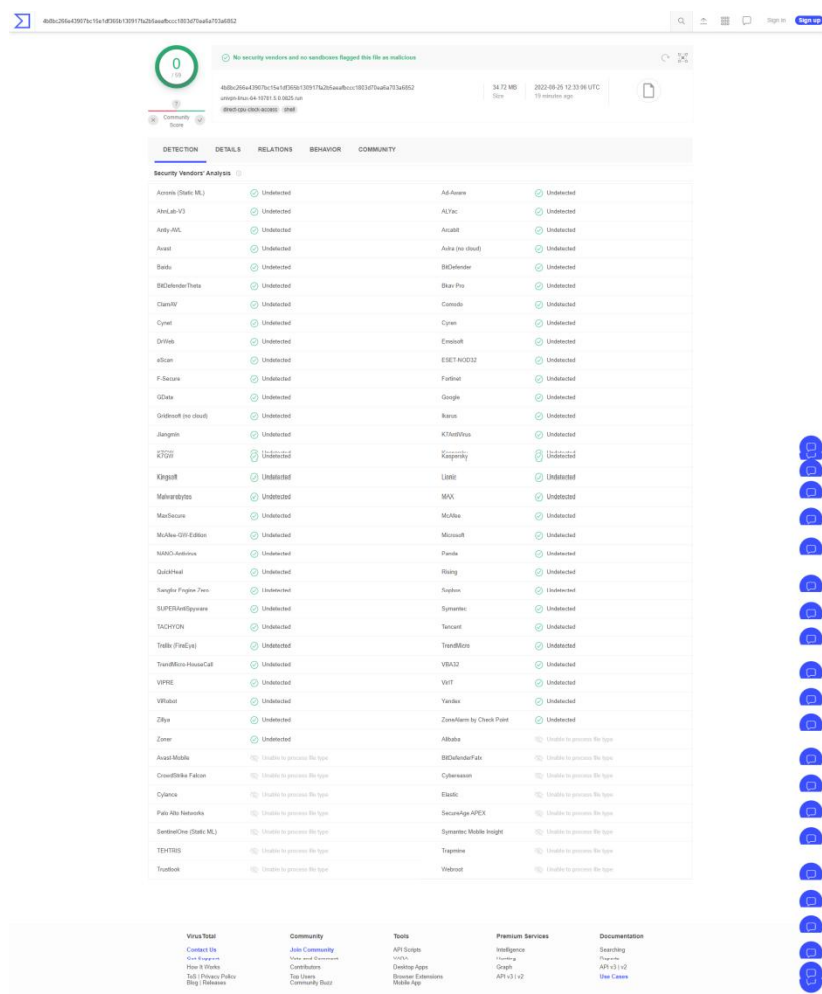 Sign in Sign up
0
/ 59
No security vendors and no sandboxes flagged this file as malicious
34.72 MB
Size
2022-08-25 12:33:06 UTC
19 minutes ago
direct-cpu-clock-access shell
Community
Score
DETECTION DETAILS RELATIONS BEHAVIOR COMMUNITY
Security Vendors' Analysis
Acronis (Static ML) Undetected Ad-Aware Undetected
AhnLab-V3 Undetected ALYac Undetected
Antiy-AVL Undetected Arcabit Undetected
Avast Undetected Avira (no cloud) Undetected
Baidu Undetected BitDefender Undetected
BitDefenderTheta Undetected Bkav Pro Undetected
ClamAV Undetected Comodo Undetected
Cynet Undetected Cyren Undetected
DrWeb Undetected Emsisoft Undetected
eScan Undetected ESET-NOD32 Undetected
F-Secure Undetected Fortinet Undetected
GData Undetected Google Undetected
Gridinsoft (no cloud) Undetected Ikarus Undetected
Jiangmin Undetected K7AntiVirus Undetected
K7GW Undetected Kaspersky Undetected
Kingsoft Undetected Lionic Undetected
Malwarebytes Undetected MAX Undetected
MaxSecure Undetected McAfee Undetected
McAfee-GW-Edition Undetected Microsoft Undetected
NANO-Antivirus Undetected Panda Undetected
QuickHeal Undetected Rising Undetected
Sangfor Engine Zero Undetected Sophos Undetected
SUPERAntiSpyware Undetected Symantec Undetected
TACHYON Undetected Tencent Undetected
Trellix (FireEye) Undetected TrendMicro Undetected
TrendMicro-HouseCall Undetected VBA32 Undetected
VIPRE Undetected VirIT Undetected
ViRobot Undetected Yandex Undetected
Zillya Undetected ZoneAlarm by Check Point Undetected
Zoner Undetected Alibaba Unable to process file type
Avast-Mobile Unable to process file type BitDefenderFalx Unable to process file type
CrowdStrike Falcon Unable to process file type Cybereason Unable to process file type
Cylance Unable to process file type Elastic Unable to process file type
Palo Alto Networks Unable to process file type SecureAge APEX Unable to process file type
SentinelOne (Static ML) Unable to process file type Symantec Mobile Insight Unable to process file type
TEHTRIS Unable to process file type Trapmine Unable to process file type
Trustlook Unable to process file type Webroot Unable to process file type
VirusTotal Community Tools Premium Services Documentation
Contact Us Join Community API Scripts Intelligence Searching
How It Works Contributors Desktop Apps Graph API v3 | v2
ToS | Privacy Policy Top Users Browser Extensions API v3 | v2 Use Cases
Blog | Releases Community Buzz Mobile App